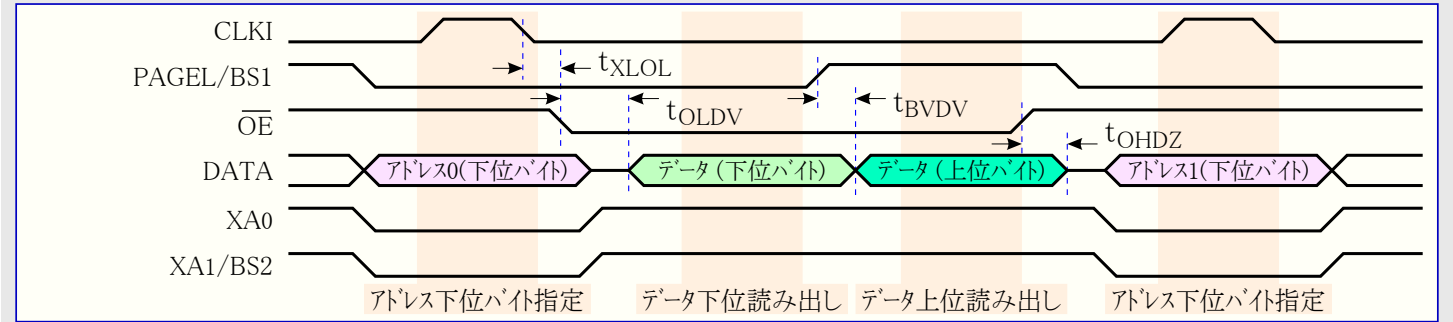 CLKI
PAGEL/BS1 tXLOL
OE tOLDV tBVDV tOHDZ
DATA ｱﾄﾞﾚｽ0(下位ﾊﾞｲﾄ) ﾃﾞｰﾀ (下位ﾊﾞｲﾄ) ﾃﾞｰﾀ (上位ﾊﾞｲﾄ) ｱﾄﾞﾚｽ1(下位ﾊﾞｲﾄ)
XA0
XA1/BS2
ｱﾄﾞﾚｽ下位ﾊﾞｲﾄ指定 ﾃﾞｰﾀ下位読み出し ﾃﾞｰﾀ上位読み出し ｱﾄﾞﾚｽ下位ﾊﾞｲﾄ指定